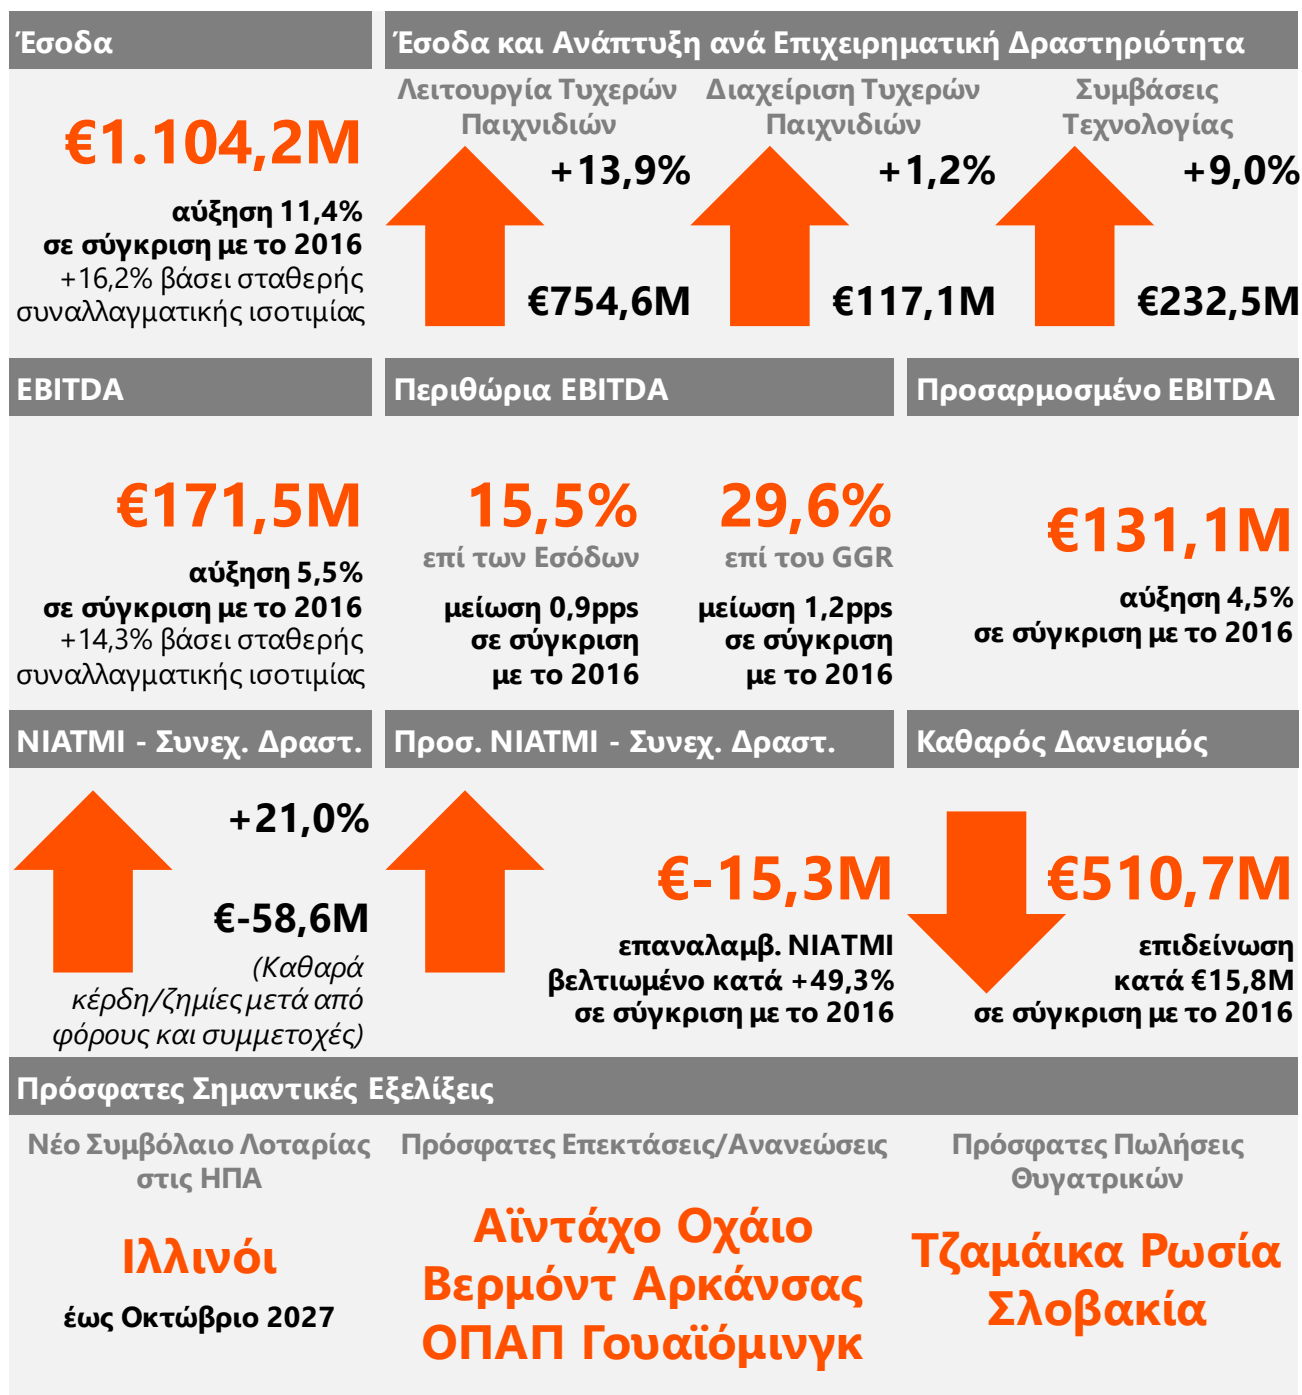 Έσοδα
€1.104,2M
αύξηση 11,4%
σε σύγκριση με το 2016
+16,2% βάσει σταθερής
συναλλαγματικής ισοτιμίας
Έσοδα και Ανάπτυξη ανά Επιχειρηματική Δραστηριότητα
Λειτουργία Τυχερών
Παιχνιδιών
+13,9%
€754,6M
Διαχείριση Τυχερών
Παιχνιδιών
+1,2%
€117,1M
Συμβάσεις
Τεχνολογίας
+9,0%
€232,5M
EBITDA
€171,5M
αύξηση 5,5%
σε σύγκριση με το 2016
+14,3% βάσει σταθερής
συναλλαγματικής ισοτιμίας
Περιθώρια EBITDA
15,5%
επί των Εσόδων
μείωση 0,9pps
σε σύγκριση
με το 2016
29,6%
επί του GGR
μείωση 1,2pps
σε σύγκριση
με το 2016
Προσαρμοσμένο EBITDA
€131,1M
αύξηση 4,5%
σε σύγκριση με το 2016
NIATMI - Συνεχ. Δραστ.
+21,0%
€-58,6M
(Καθαρά
κέρδη/ζημίες μετά από
φόρους και συμμετοχές)
Προσ. NIATMI - Συνεχ. Δραστ.
€-15,3M
επαναλαμβ. NIATMI
βελτιωμένο κατά +49,3%
σε σύγκριση με το 2016
Καθαρός Δανεισμός
€510,7M
επιδείνωση
κατά €15,8M
σε σύγκριση με το 2016
Πρόσφατες Σημαντικές Εξελίξεις
Νέο Συμβόλαιο Λοταρίας
στις ΗΠΑ
Ιλλινόι
έως Οκτώβριο 2027
Πρόσφατες Επεκτάσεις/Ανανεώσεις
Αϊντάχο Οχάιο
Βερμόντ Αρκάνσας
ΟΠΑΠ Γουαϊόμινγκ
Πρόσφατες Πωλήσεις
Θυγατρικών
Τζαμάικα Ρωσία
Σλοβακία